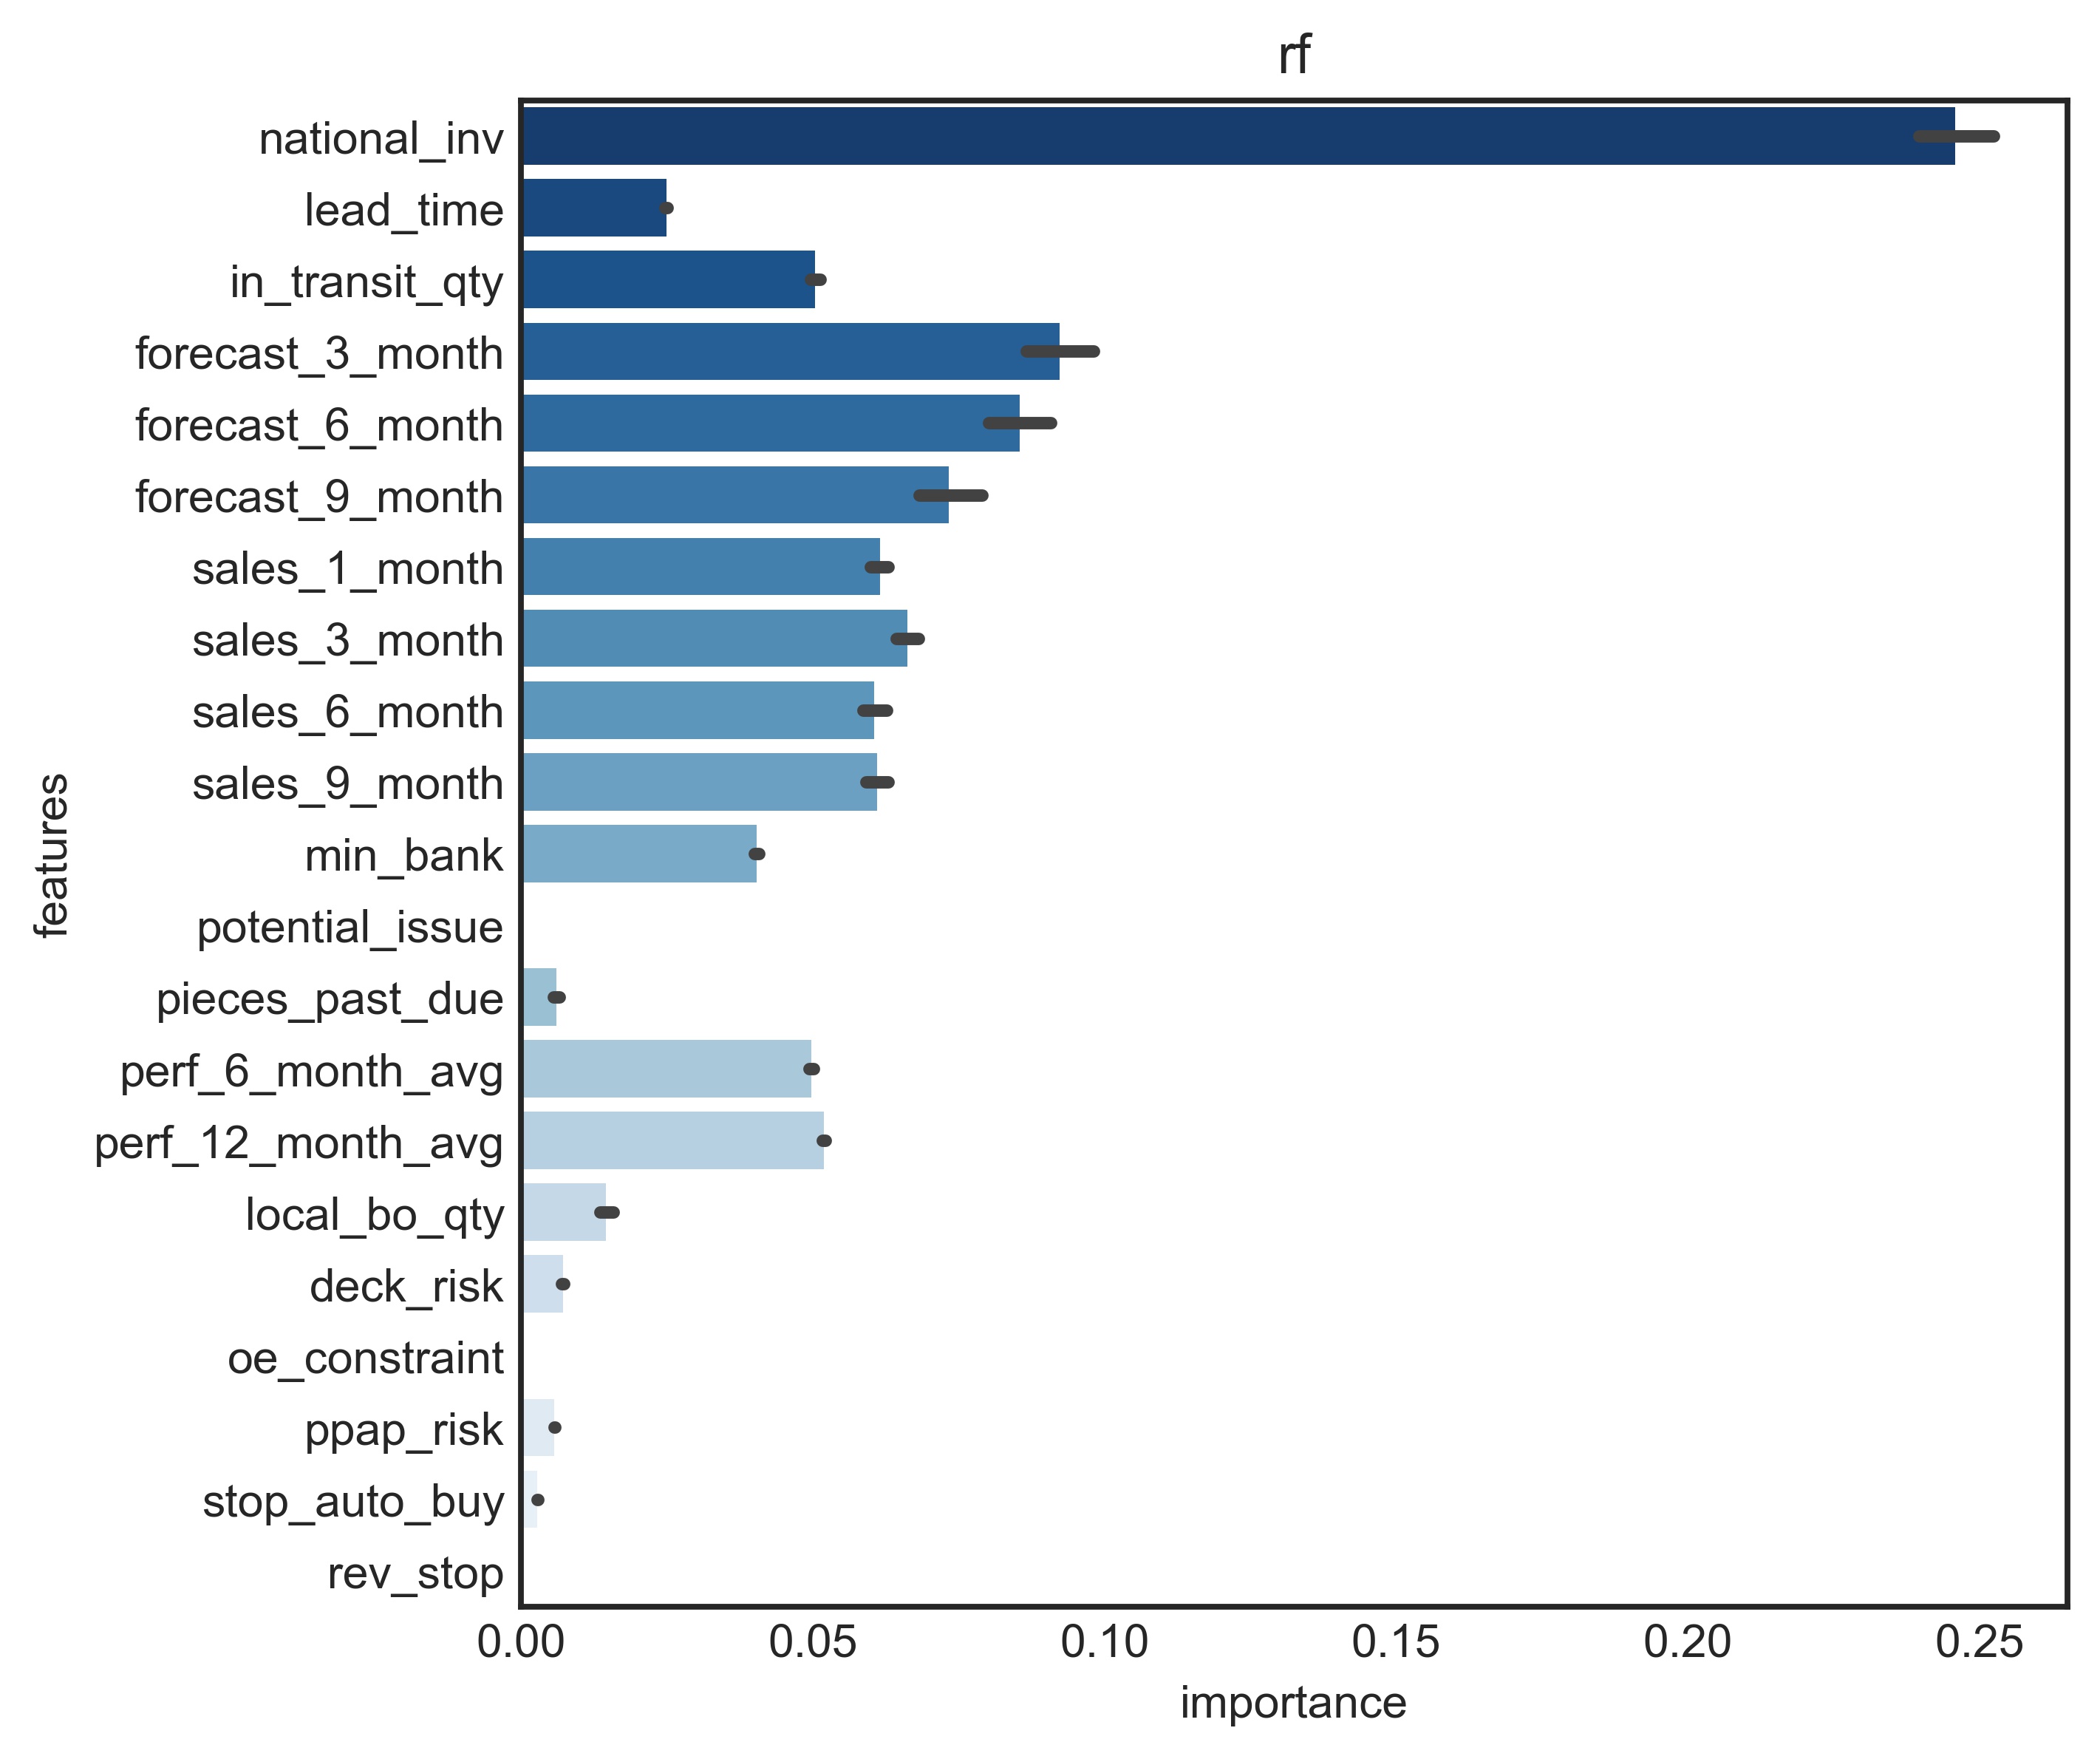 rf
national_inv
lead_time
in_transit_qty
forecast_3_month
forecast_6_month
forecast_9_month
sales_1_month
sales_3_month
sales_6_month
sales_9_month
min_bank
potential_issue
pieces_past_due
perf_6_month_avg
perf_12_month_avg
local_bo_qty
deck_risk
oe_constraint
ppap_risk
stop_auto_buy
rev_stop
features
0.00 0.05 0.10 0.15 0.20 0.25
importance